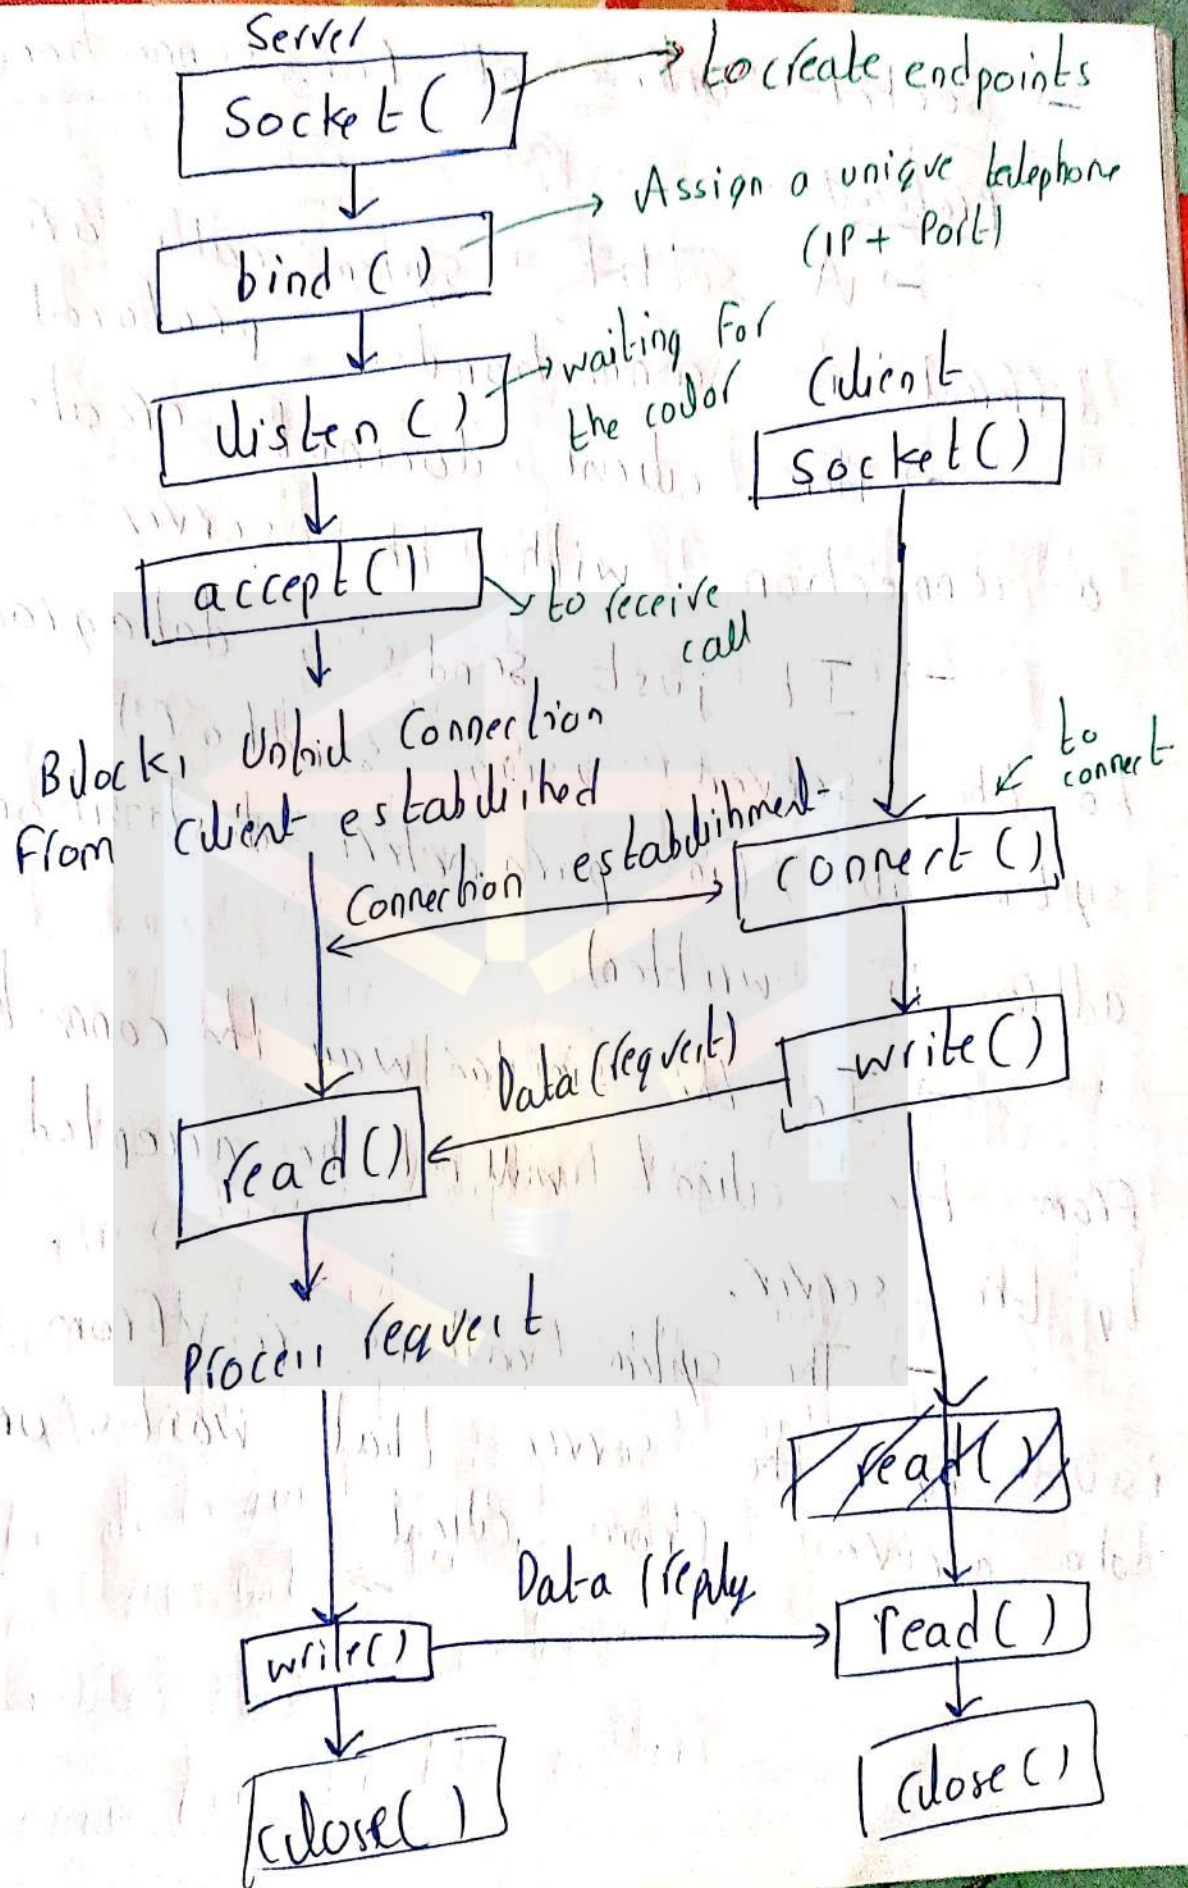 Server
Socket()
to create endpoints
bind()
Assign a unique telephone
(IP + Port)
listen()
waiting for
the color
Client
Socket()
accept()
to receive
call
Block, Until Connection
From Client established
to
connect
Connection establishment
connect()
write()
Data (request)
read()
Process request
read()
Data (reply
write()
read()
close()
close()